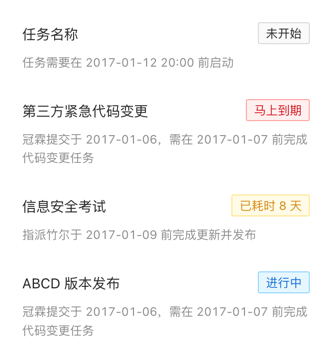 任务名称 未开始
任务需要在 2017-01-12 20:00 前启动
第三方紧急代码变更 马上到期
冠霖提交于 2017-01-06，需在 2017-01-07 前完成
代码变更任务
信息安全考试 已耗时 8 天
指派竹尔于 2017-01-09 前完成更新并发布
ABCD 版本发布 进行中
冠霖提交于 2017-01-06，需在 2017-01-07 前完成
代码变更任务